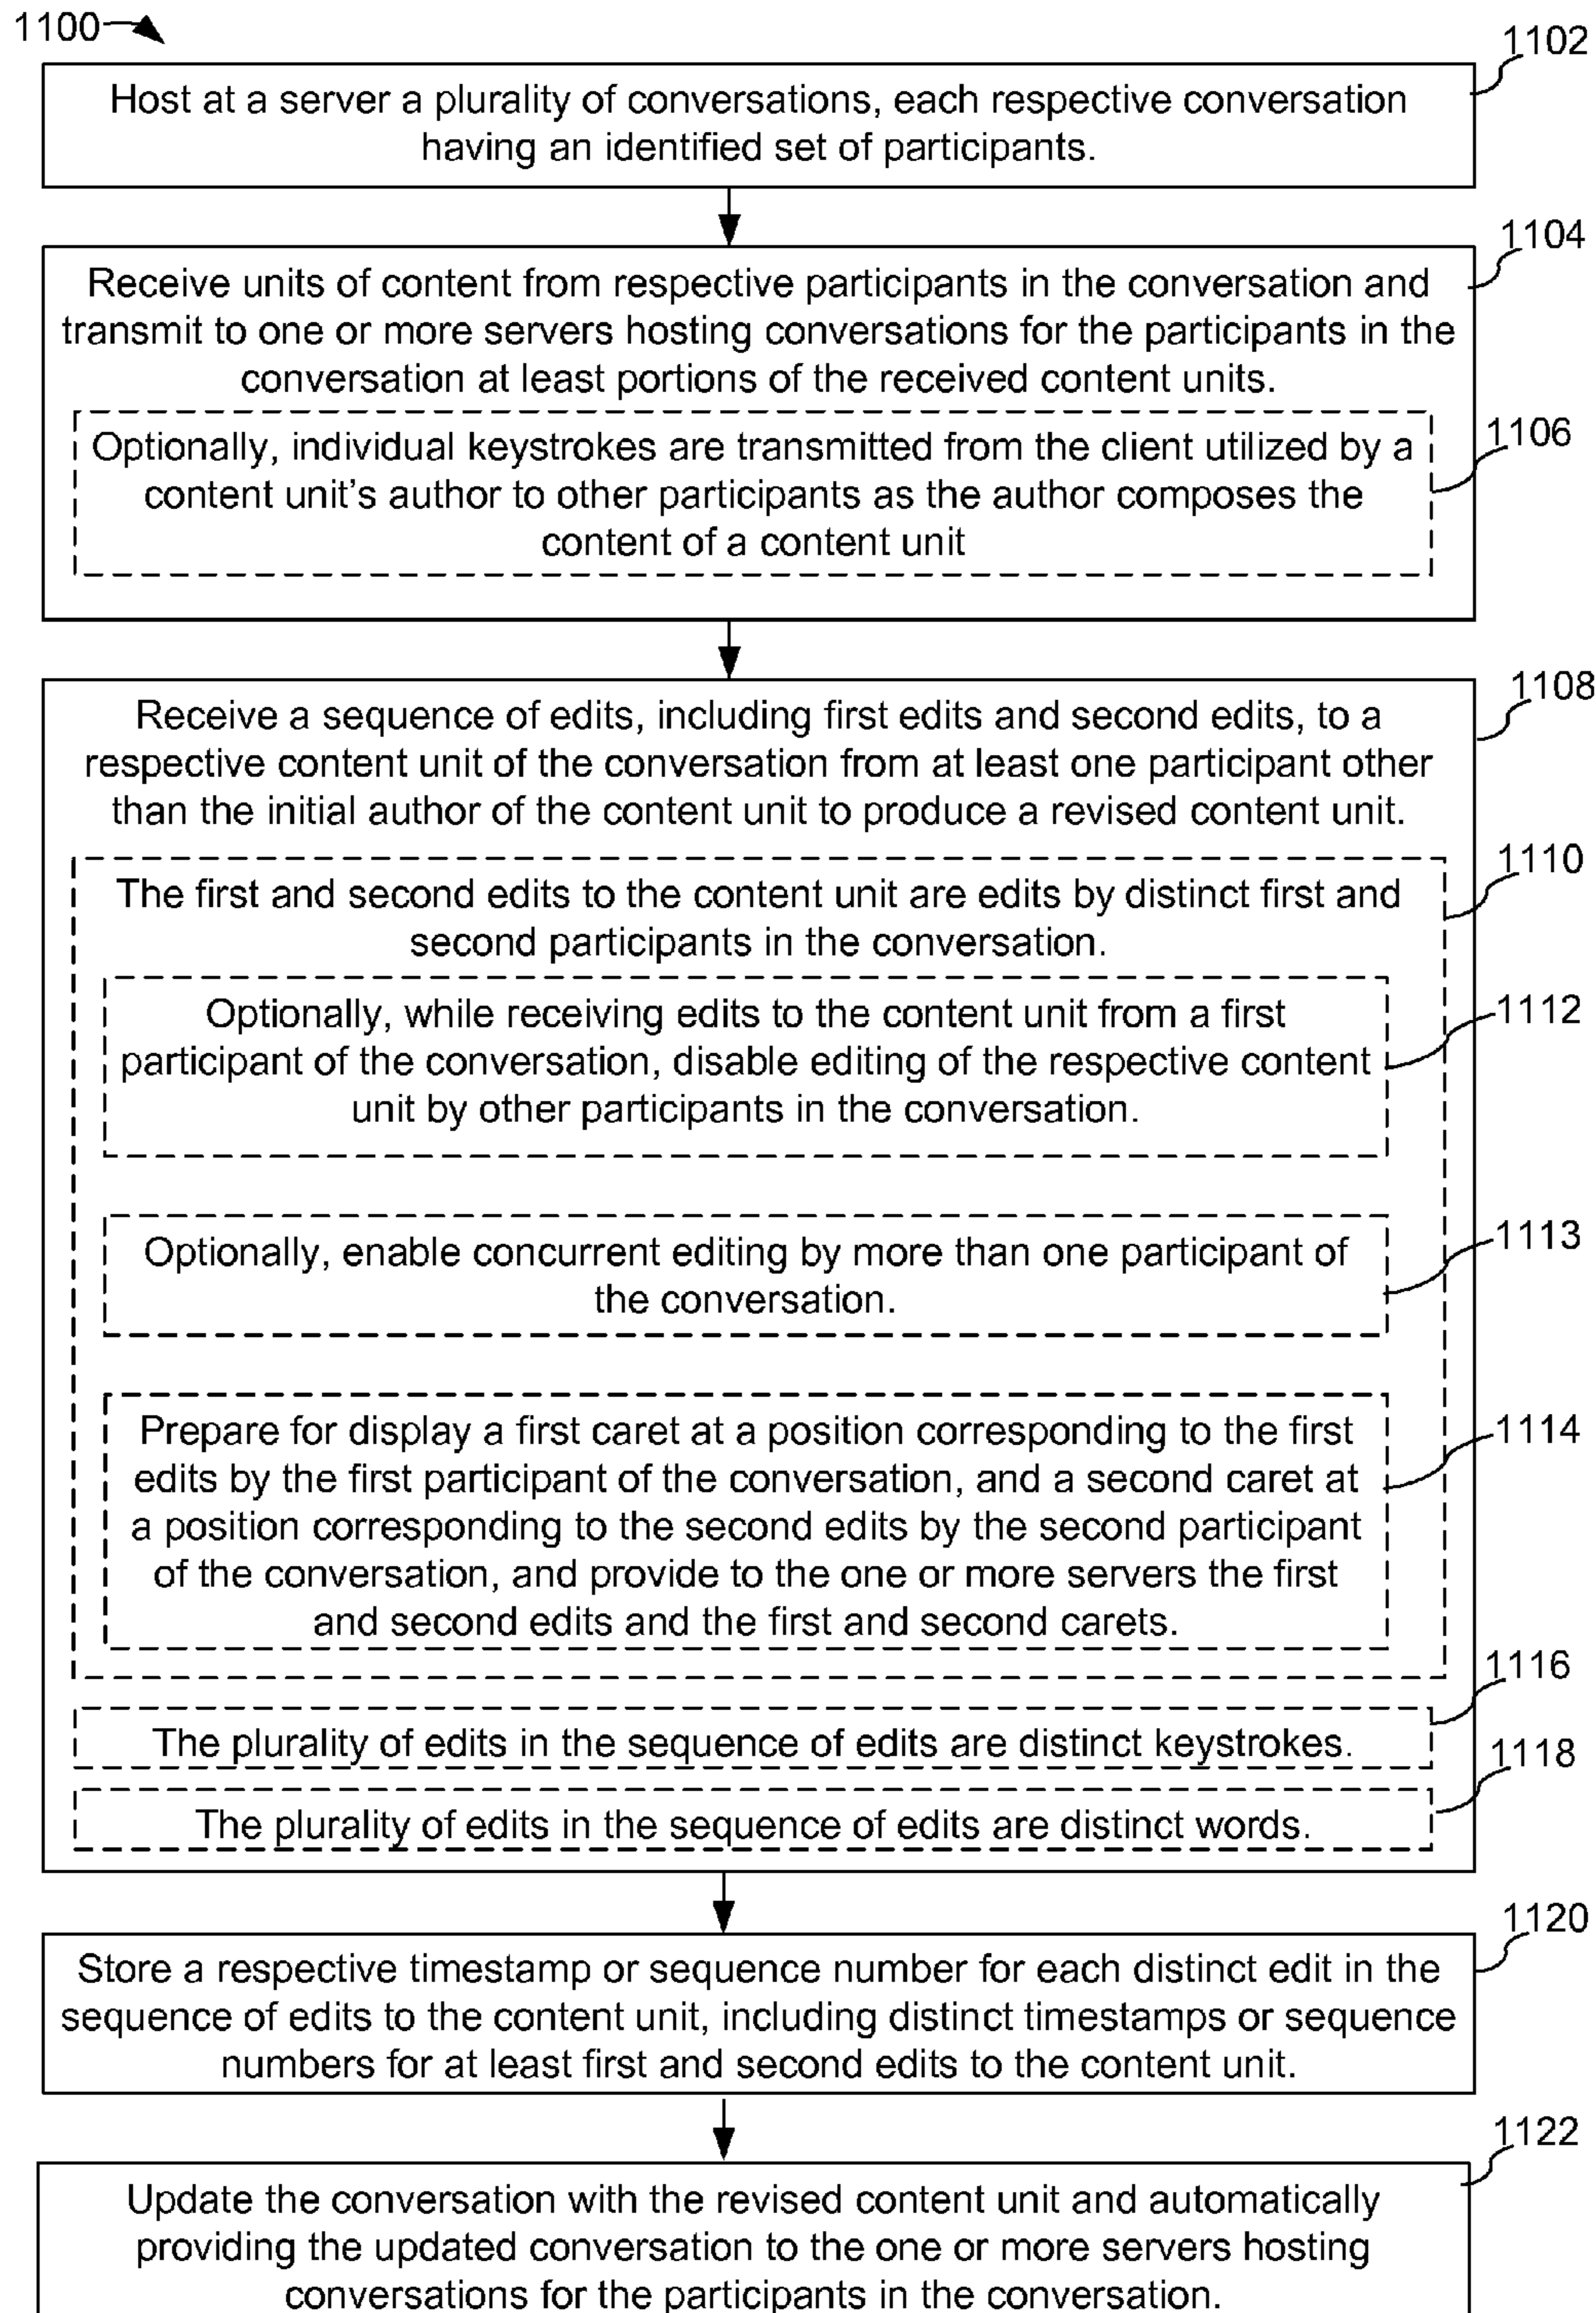 1100
1102
Host at a server a plurality of conversations, each respective conversation
having an identified set of participants.
1104
Receive units of content from respective participants in the conversation and
transmit to one or more servers hosting conversations for the participants in the
conversation at least portions of the received content units.
1106
Optionally, individual keystrokes are transmitted from the client utilized by a
content unit's author to other participants as the author composes the
content of a content unit
1108
Receive a sequence of edits, including first edits and second edits, to a
respective content unit of the conversation from at least one participant other
than the initial author of the content unit to produce a revised content unit.
1110
The first and second edits to the content unit are edits by distinct first and
second participants in the conversation.
1112
Optionally, while receiving edits to the content unit from a first
participant of the conversation, disable editing of the respective content
unit by other participants in the conversation.
1113
Optionally, enable concurrent editing by more than one participant of
the conversation.
1114
Prepare for display a first caret at a position corresponding to the first
edits by the first participant of the conversation, and a second caret at
a position corresponding to the second edits by the second participant
of the conversation, and provide to the one or more servers the first
and second edits and the first and second carets.
1116
The plurality of edits in the sequence of edits are distinct keystrokes.
1118
The plurality of edits in the sequence of edits are distinct words.
1120
Store a respective timestamp or sequence number for each distinct edit in the
sequence of edits to the content unit, including distinct timestamps or sequence
numbers for at least first and second edits to the content unit.
1122
Update the conversation with the revised content unit and automatically
providing the updated conversation to the one or more servers hosting
conversations for the participants in the conversation.